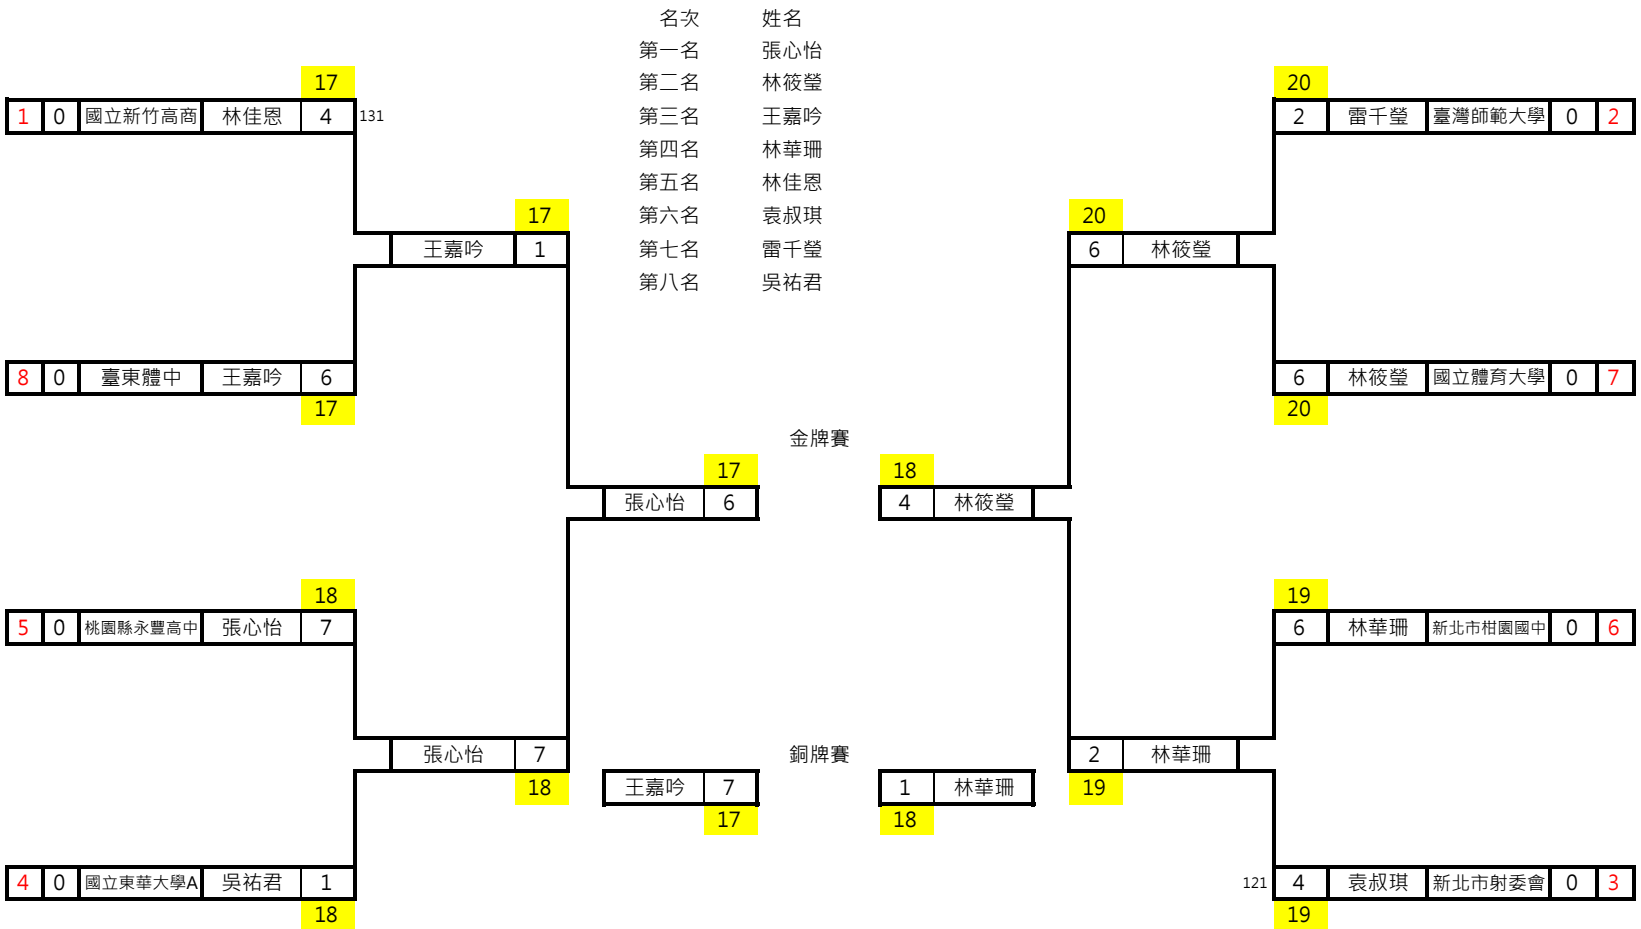 名次 姓名
第一名 張心怡
17 第二名 林筱瑩 20
1 0 國立新竹高商 林佳恩 4 131 第三名 王嘉吟 2 雷千瑩 臺灣師範大學 0 2
第四名 林華珊
第五名 林佳恩
17 第六名 袁叔琪 20
王嘉吟 1 第七名 雷千瑩 6 林筱瑩
第八名 吳祐君
8 0 臺東體中 王嘉吟 6 6 林筱瑩 國立體育大學 0 7
17 20
金牌賽
17 18
張心怡 6 4 林筱瑩
18 19
5 0 桃園縣永豐高中 張心怡 7 6 林華珊 新北市柑園國中 0 6
張心怡 7 銅牌賽 2 林華珊
18 王嘉吟 7 1 林華珊 19
17 18
4 0 國立東華大學A 吳祐君 1 121 4 袁叔琪 新北市射委會 0 3
18 19